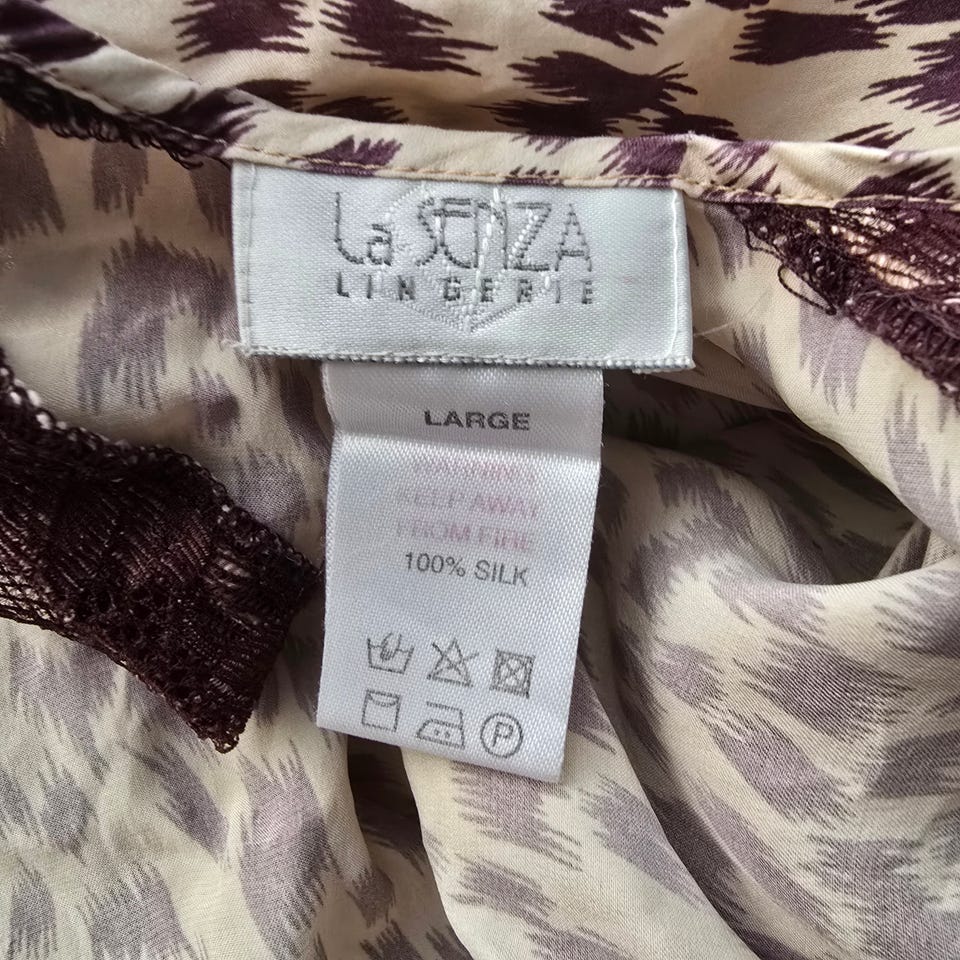 La SENZA
LINGERIE
LARGE
WARNING
KEEP AWAY
FROM FIRE
100% SILK
P